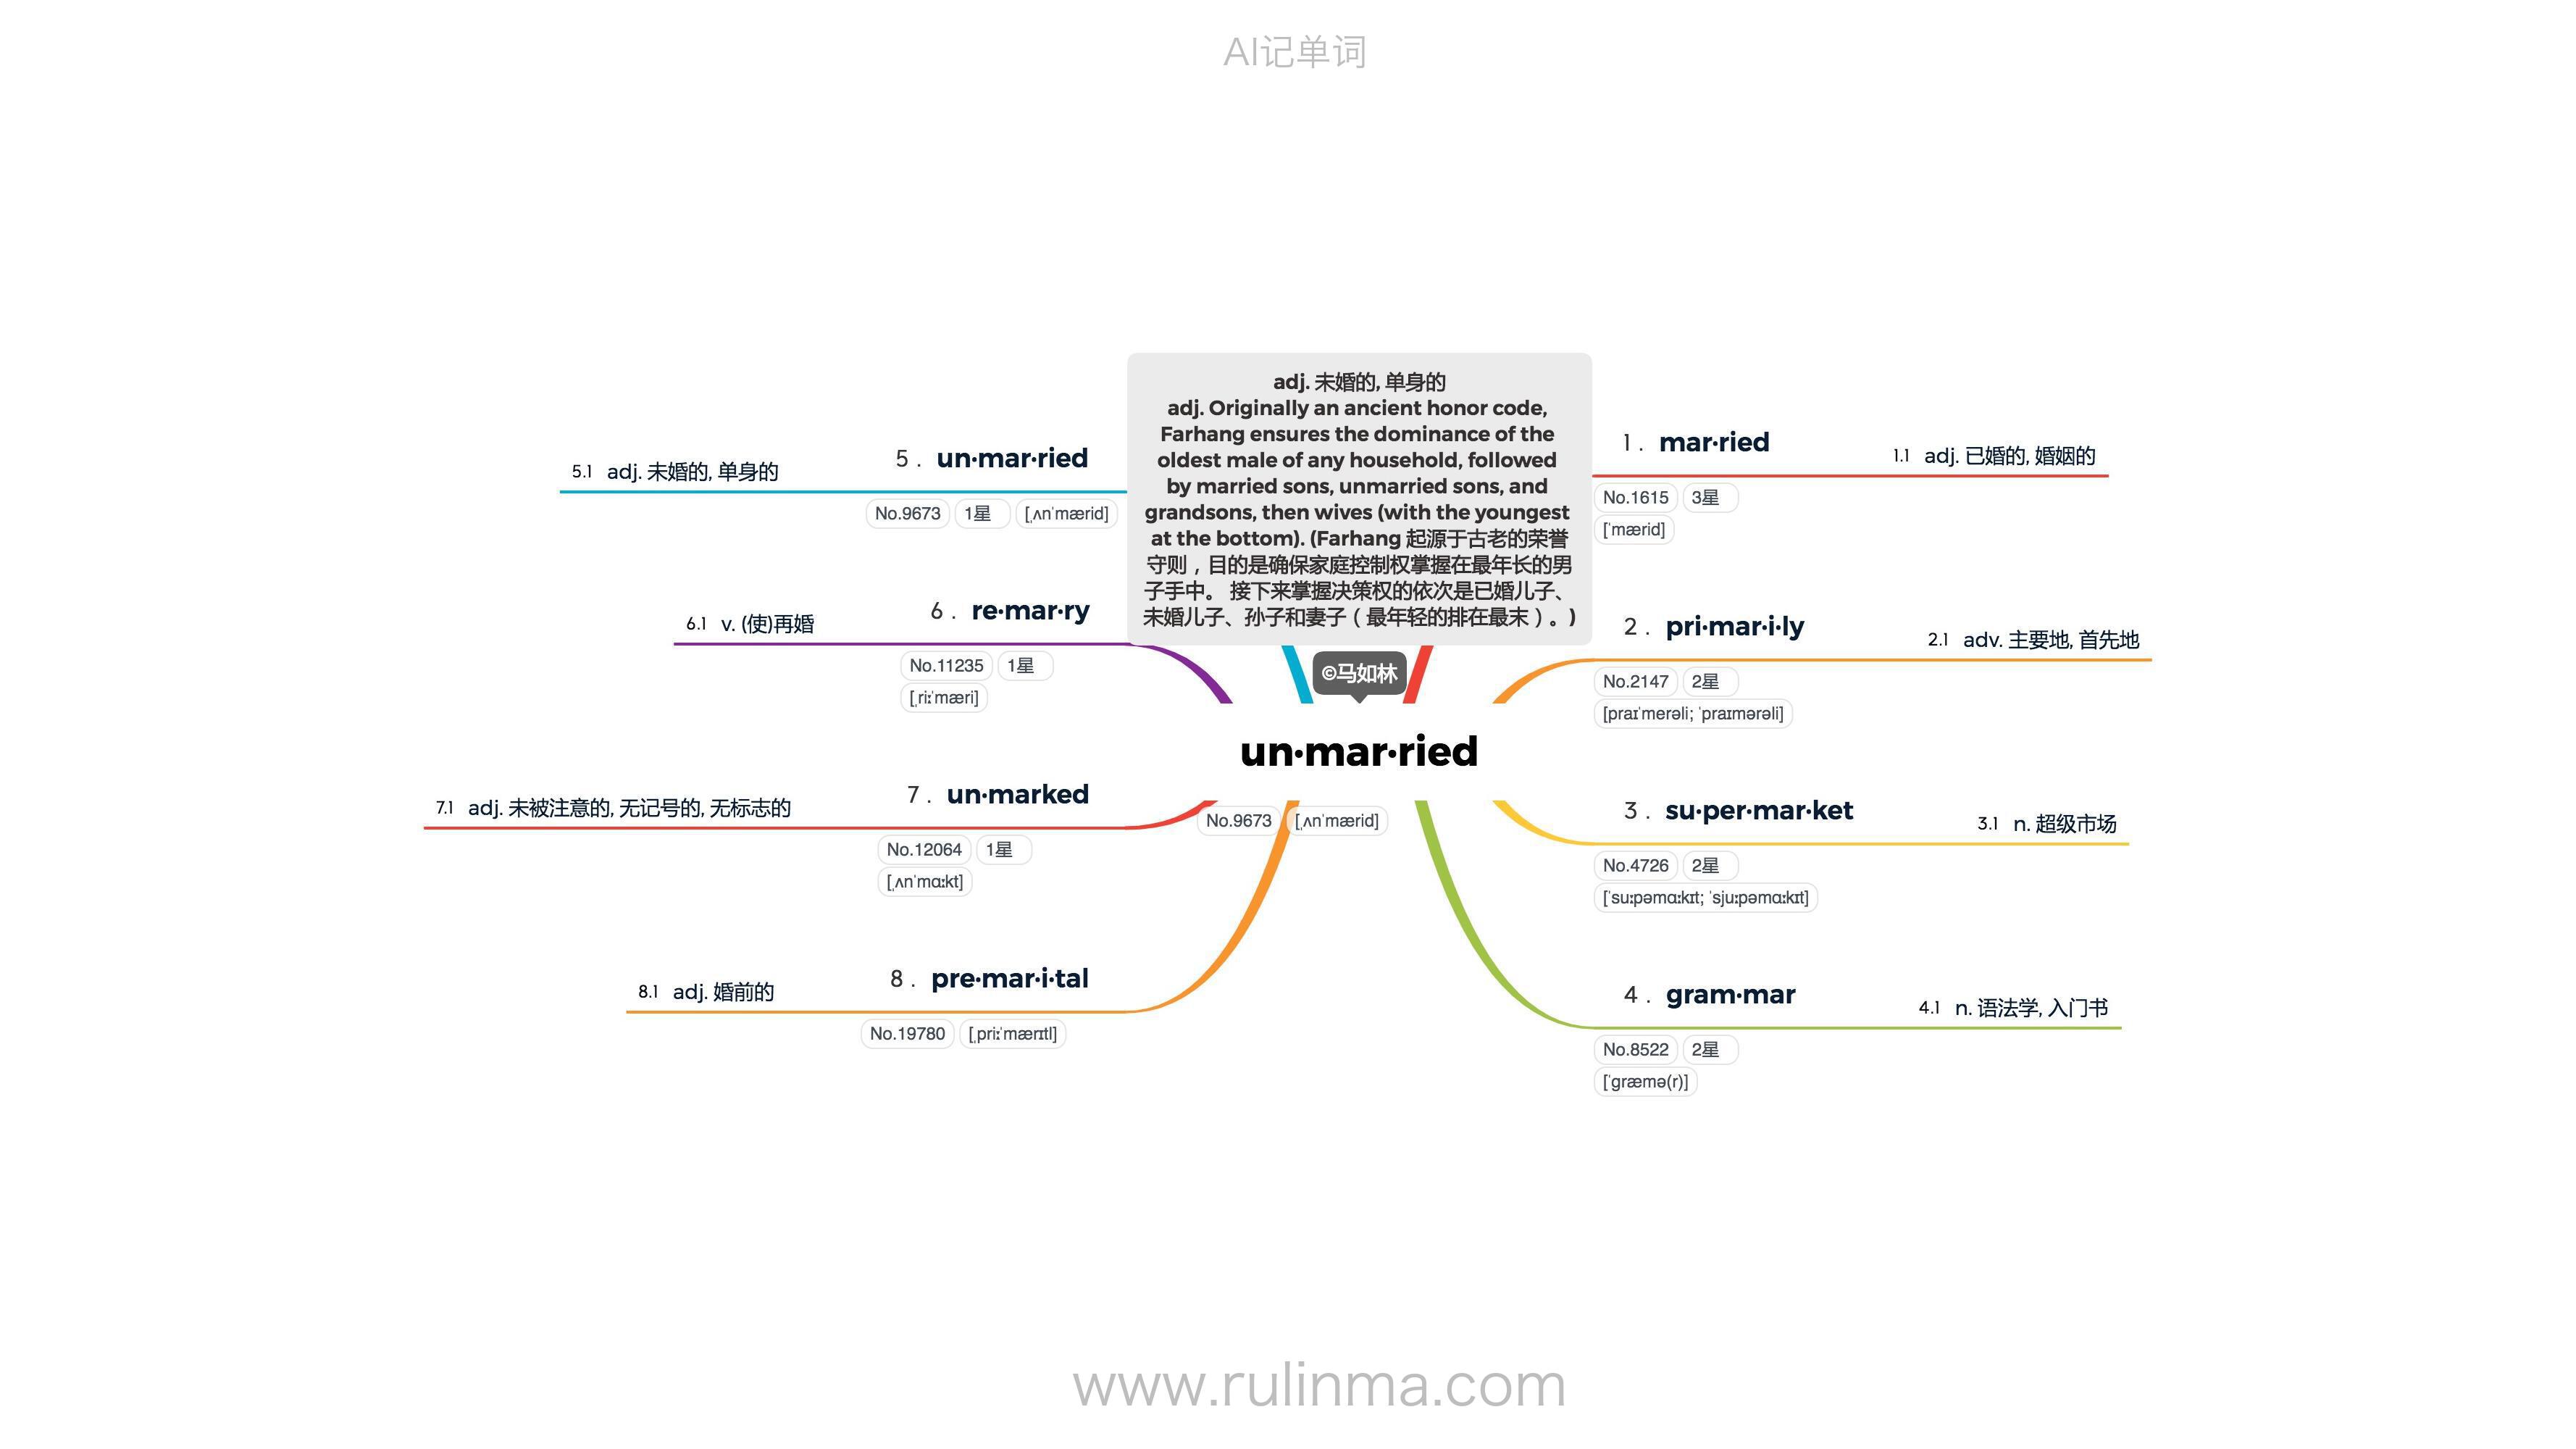 AI记单词
adj. 未婚的, 单身的
adj. Originally an ancient honor code,
Farhang ensures the dominance of the
oldest male of any household, followed
by married sons, unmarried sons, and
grandsons, then wives (with the youngest
at the bottom). (Farhang 起源于古老的荣誉
守则，目的是确保家庭控制权掌握在最年长的男
子手中。 接下来掌握决策权的依次是已婚儿子、
未婚儿子、孙子和妻子（最年轻的排在最末）。)
©马如林
un·mar·ried
No.9673 [ˌʌnˈmærid]
1 . mar·ried 1.1 adj. 已婚的, 婚姻的
No.1615 3星
[ˈmærid]
2 . pri·mar·i·ly 2.1 adv. 主要地, 首先地
No.2147 2星
[praɪˈmerəli; ˈpraɪmərəli]
3 . su·per·mar·ket 3.1 n. 超级市场
No.4726 2星
[ˈsuːpəmɑːkɪt; ˈsjuːpəmɑːkɪt]
4 . gram·mar 4.1 n. 语法学, 入门书
No.8522 2星
[ˈɡræmə(r)]
5.1 adj. 未婚的, 单身的 5 . un·mar·ried
No.9673 1星 [ˌʌnˈmærid]
6.1 v. (使)再婚 6 . re·mar·ry
No.11235 1星
[ˌriːˈmæri]
7.1 adj. 未被注意的, 无记号的, 无标志的 7 . un·marked
No.12064 1星
[ˌʌnˈmɑːkt]
8.1 adj. 婚前的 8 . pre·mar·i·tal
No.19780 [ˌpriːˈmærɪtl]
www.rulinma.com